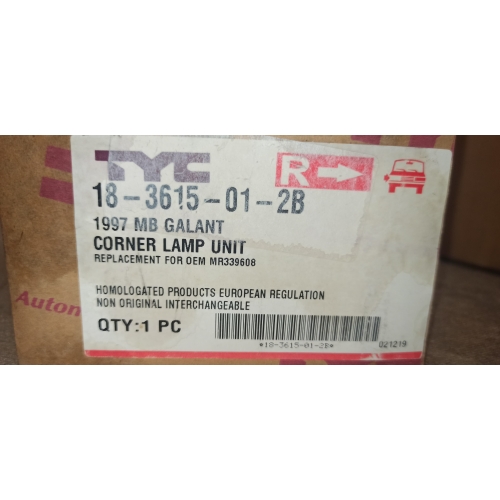 TYC R
18-3615-01-2B
1997 MB GALANT
CORNER LAMP UNIT
REPLACEMENT FOR OEM MR339608
HOMOLOGATED PRODUCTS EUROPEAN REGULATION
NON ORIGINAL INTERCHANGEABLE
QTY:1 PC
*18-3615-01-2B* 021219